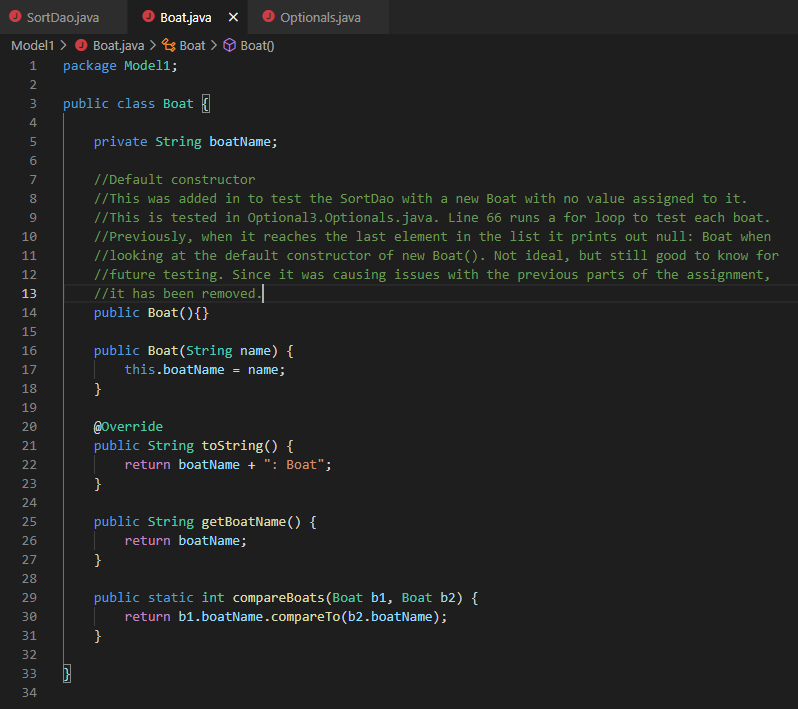 SortDao.java Boat.java Optionals.java
Model1 > Boat.java > Boat > Boat()
1 package Model1;
2
3 public class Boat {
4
5     private String boatName;
6
7     //Default constructor
8     //This was added in to test the SortDao with a new Boat with no value assigned to it.
9     //This is tested in Optional3.Optionals.java. Line 66 runs a for loop to test each boat.
10     //Previously, when it reaches the last element in the list it prints out null: Boat when
11     //looking at the default constructor of new Boat(). Not ideal, but still good to know for
12     //future testing. Since it was causing issues with the previous parts of the assignment,
13     //it has been removed.
14     public Boat(){}
15
16     public Boat(String name) {
17         this.boatName = name;
18     }
19
20     @Override
21     public String toString() {
22         return boatName + ": Boat";
23     }
24
25     public String getBoatName() {
26         return boatName;
27     }
28
29     public static int compareBoats(Boat b1, Boat b2) {
30         return b1.boatName.compareTo(b2.boatName);
31     }
32
33 }
34